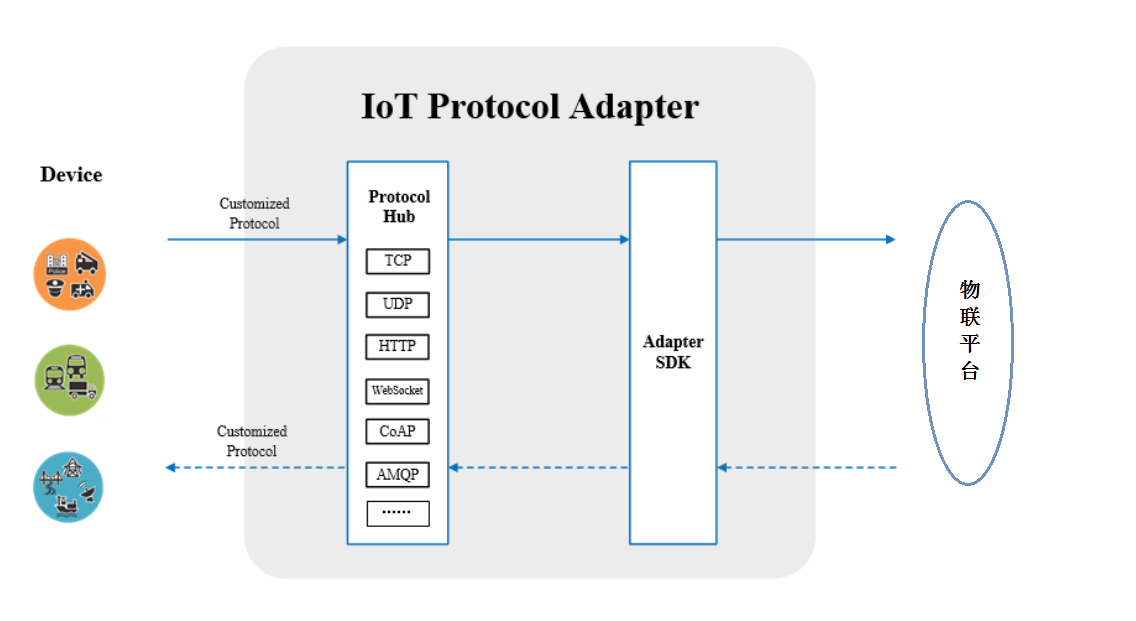 IoT Protocol Adapter
Device
Customized
Protocol
Protocol
Hub
TCP
UDP
HTTP
WebSocket
CoAP
AMQP
······
Customized
Protocol
Adapter
SDK
物
联
平
台
Police